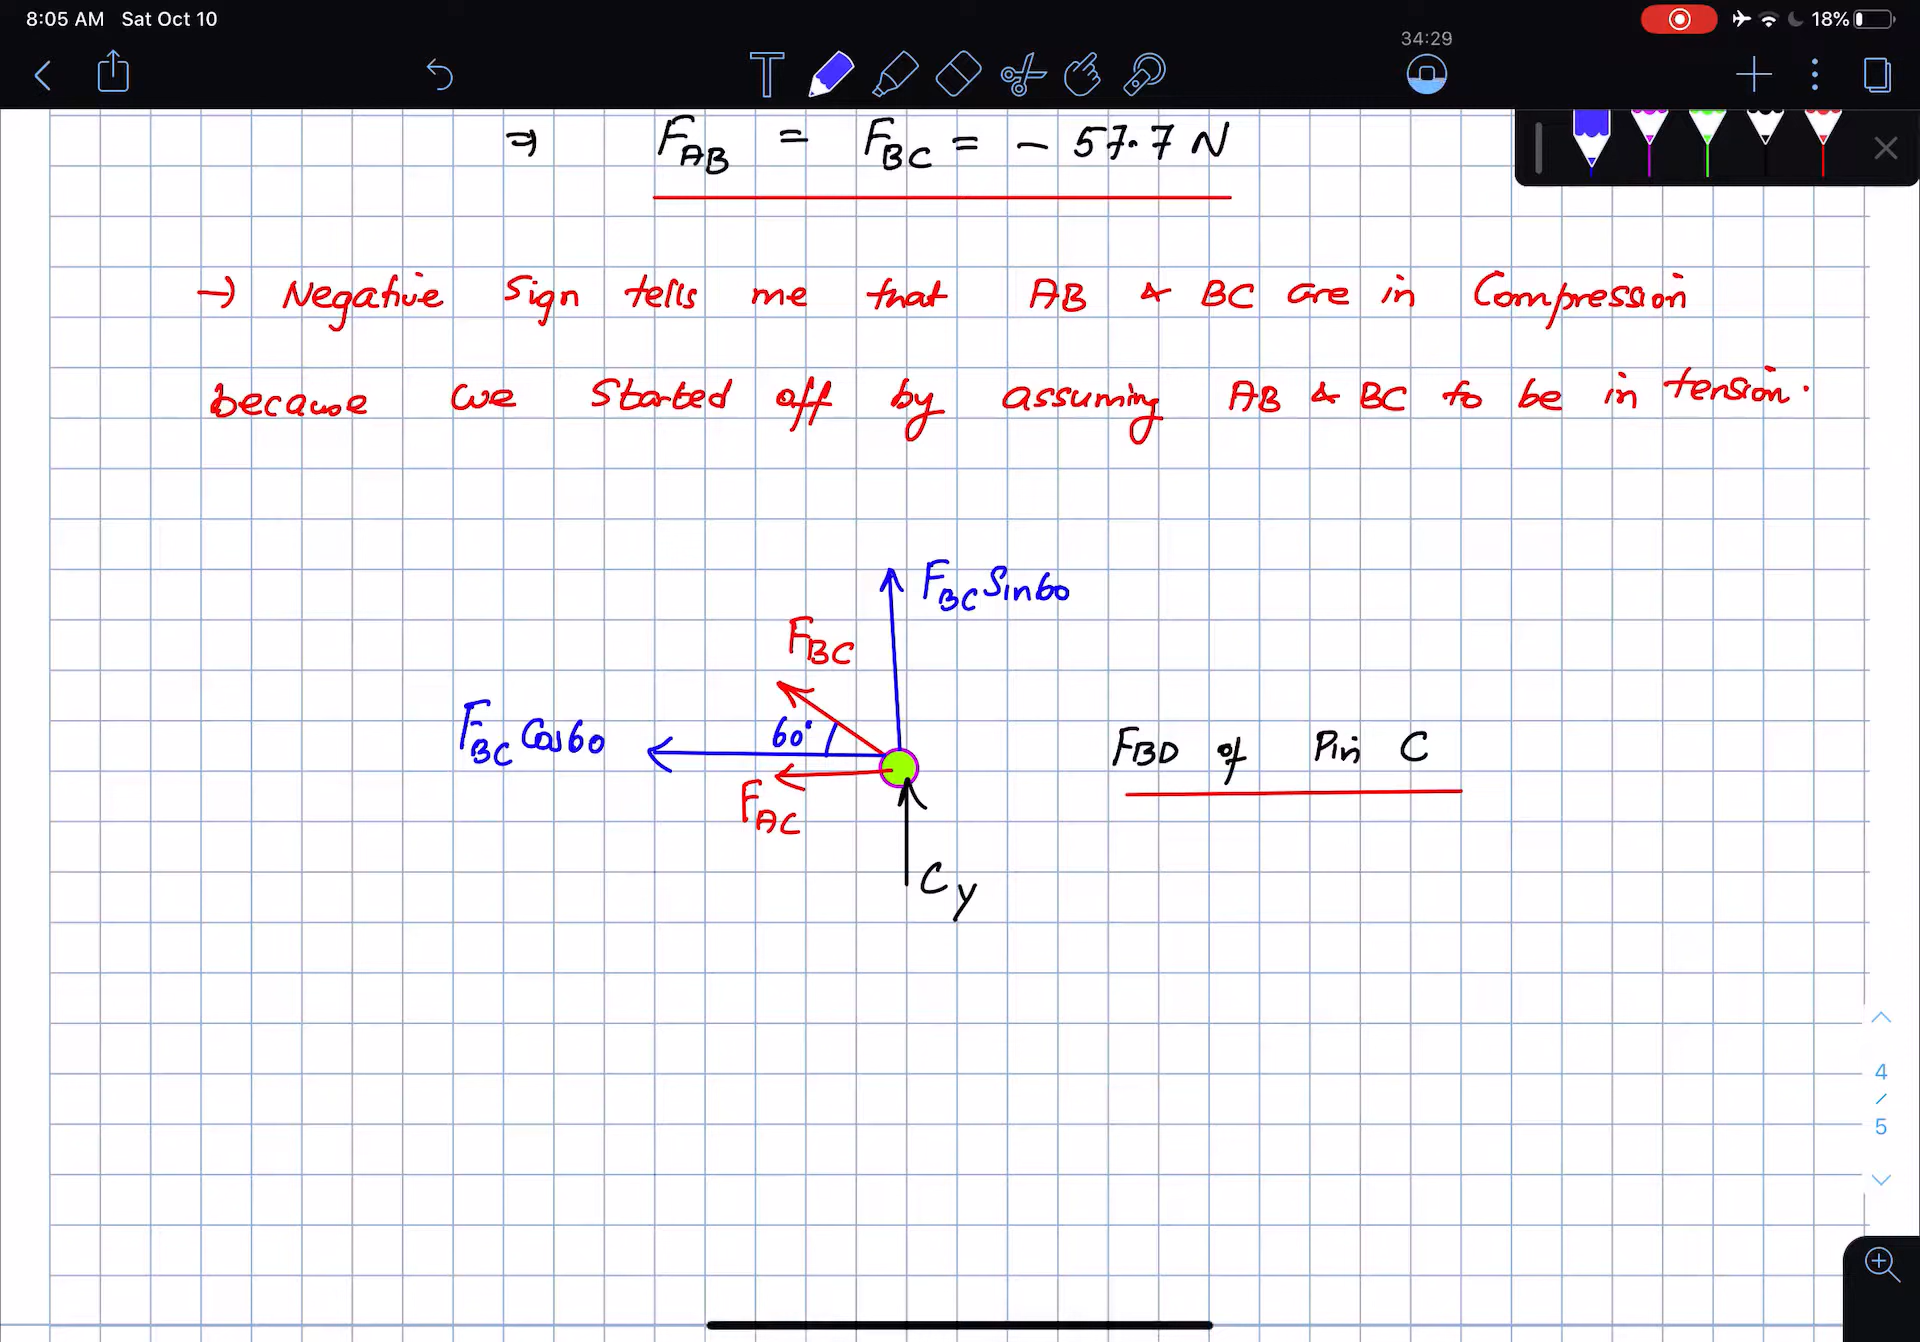 8:05 AM Sat Oct 10
18%
34:29
T
⇒ F_AB = F_BC = - 57.7 N
→ Negative Sign tells me that AB & BC are in Compression
because we Started off by assuming AB & BC to be in tension.
F_BC Sin60
F_BC
F_BC Cos60
60°
FBD of Pin C
F_AC
C_y
4
/
5